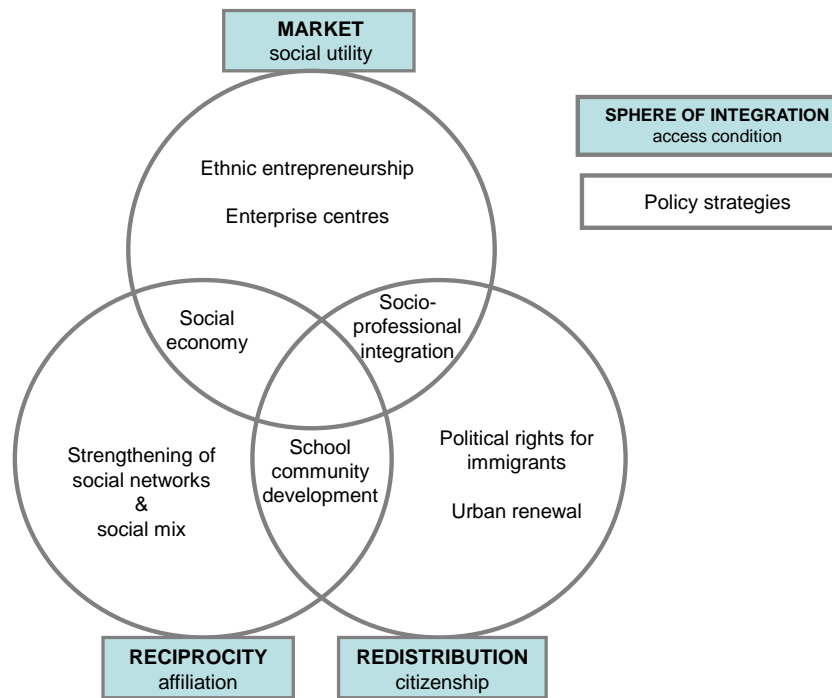 MARKET
social utility
SPHERE OF INTEGRATION
access condition
Policy strategies
Ethnic entrepreneurship
Enterprise centres
Social
economy
Socio-
professional
integration
Strengthening of
social networks
&
social mix
School
community
development
Political rights for
immigrants
Urban renewal
RECIPROCITY
affiliation
REDISTRIBUTION
citizenship